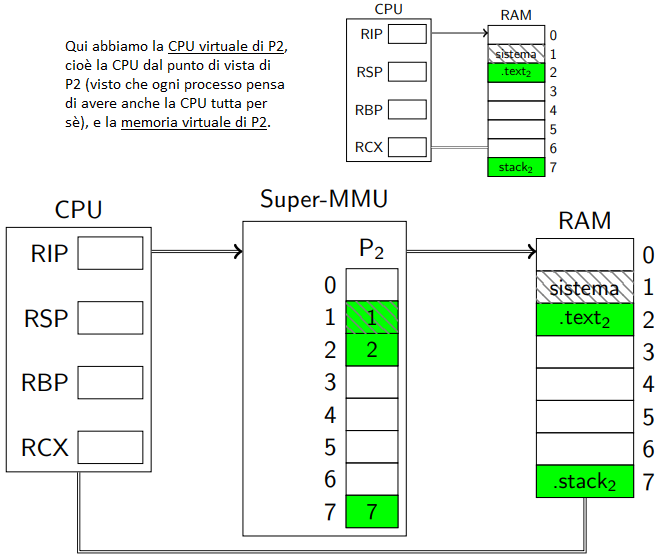 Qui abbiamo la CPU virtuale di P2,
cioè la CPU dal punto di vista di
P2 (visto che ogni processo pensa
di avere anche la CPU tutta per
sè), e la memoria virtuale di P2.
CPU
RIP
RSP
RBP
RCX
RAM
0
sistema 1
.text₂ 2
3
4
5
6
stack₂ 7
CPU
RIP
RSP
RBP
RCX
Super-MMU
P₂
0
1 1
2 2
3
4
5
6
7 7
RAM
0
sistema 1
.text₂ 2
3
4
5
6
.stack₂ 7